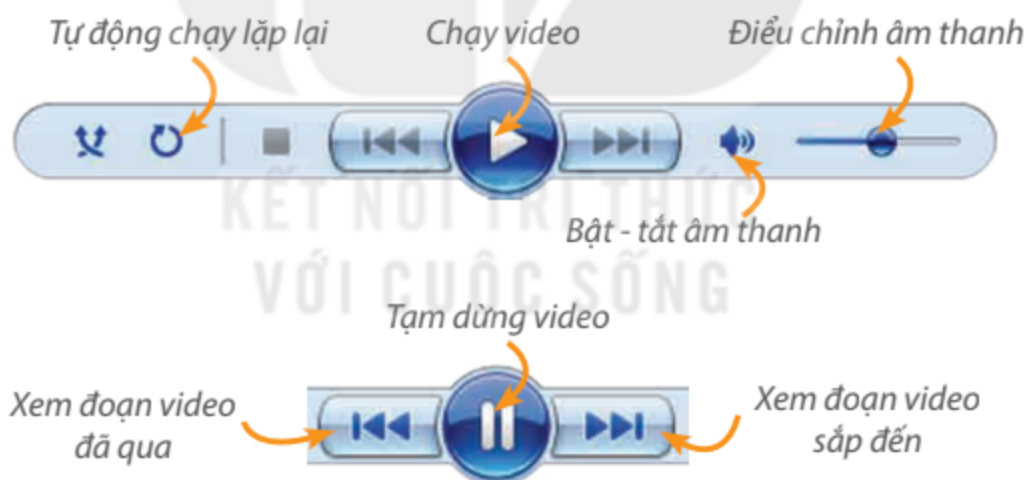 Tự động chạy lặp lại
Chạy video
Điều chỉnh âm thanh
Bật - tắt âm thanh
KẾT NỐI TRI THỨC
VỚI CUỘC SỐNG
Tạm dừng video
Xem đoạn video
đã qua
Xem đoạn video
sắp đến